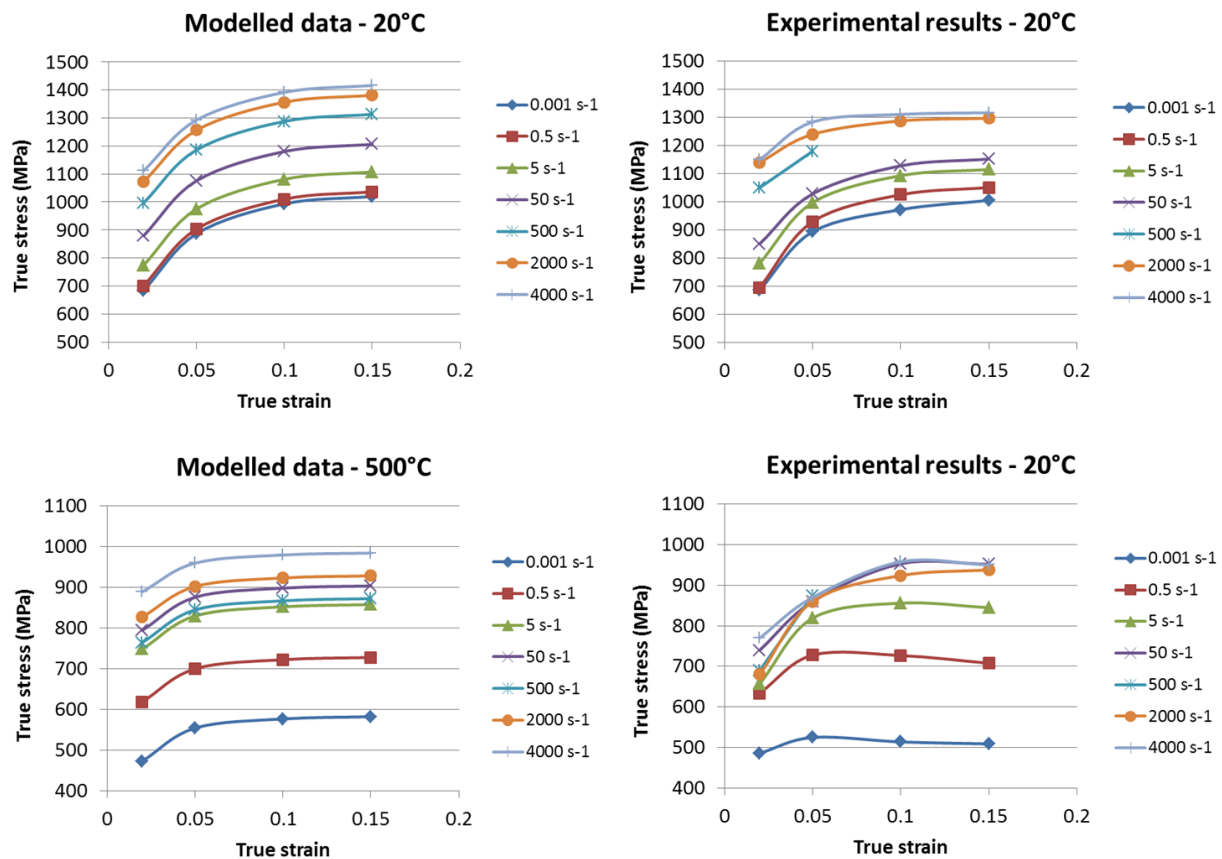 Modelled data - 20°C
True stress (MPa)
1500
1400
1300
1200
1100
1000
900
800
700
600
500
0
0.05
0.1
0.15
0.2
True strain
0.001 s-1
0.5 s-1
5 s-1
50 s-1
500 s-1
2000 s-1
4000 s-1
Experimental results - 20°C
True stress (MPa)
1500
1400
1300
1200
1100
1000
900
800
700
600
500
0
0.05
0.1
0.15
0.2
True strain
0.001 s-1
0.5 s-1
5 s-1
50 s-1
500 s-1
2000 s-1
4000 s-1
Modelled data - 500°C
True stress (MPa)
1100
1000
900
800
700
600
500
400
0
0.05
0.1
0.15
0.2
True strain
0.001 s-1
0.5 s-1
5 s-1
50 s-1
500 s-1
2000 s-1
4000 s-1
Experimental results - 20°C
True stress (MPa)
1100
1000
900
800
700
600
500
400
0
0.05
0.1
0.15
0.2
True strain
0.001 s-1
0.5 s-1
5 s-1
50 s-1
500 s-1
2000 s-1
4000 s-1